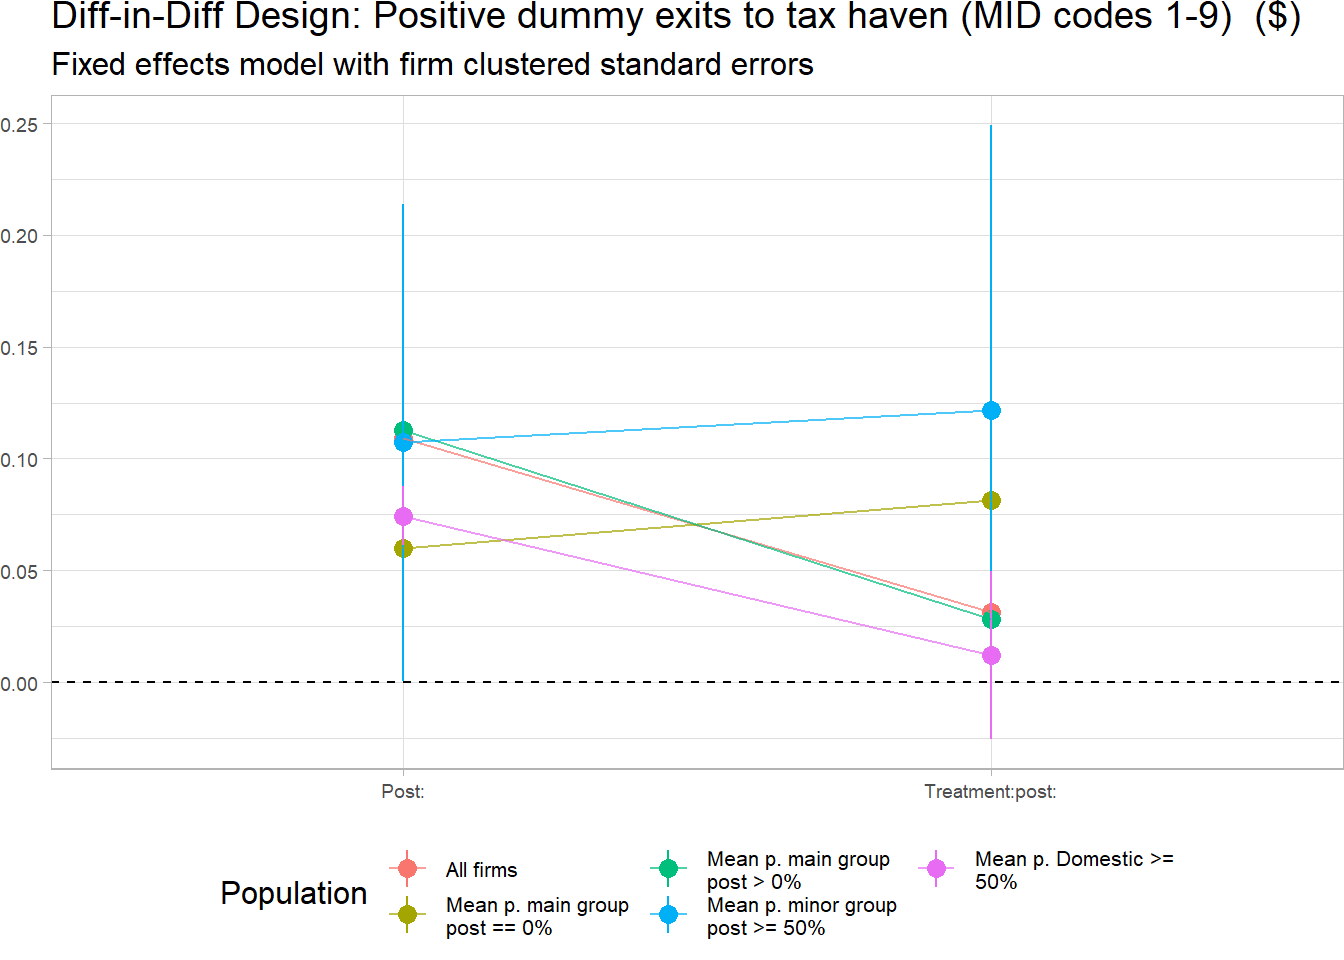 Diff-in-Diff Design: Positive dummy exits to tax haven (MID codes 1-9)  ($)
Fixed effects model with firm clustered standard errors
0.25
0.20
0.15
0.10
0.05
0.00
Post:
Treatment:post:
Population
All firms
Mean p. main group
post == 0%
Mean p. main group
post > 0%
Mean p. minor group
post >= 50%
Mean p. Domestic >=
50%